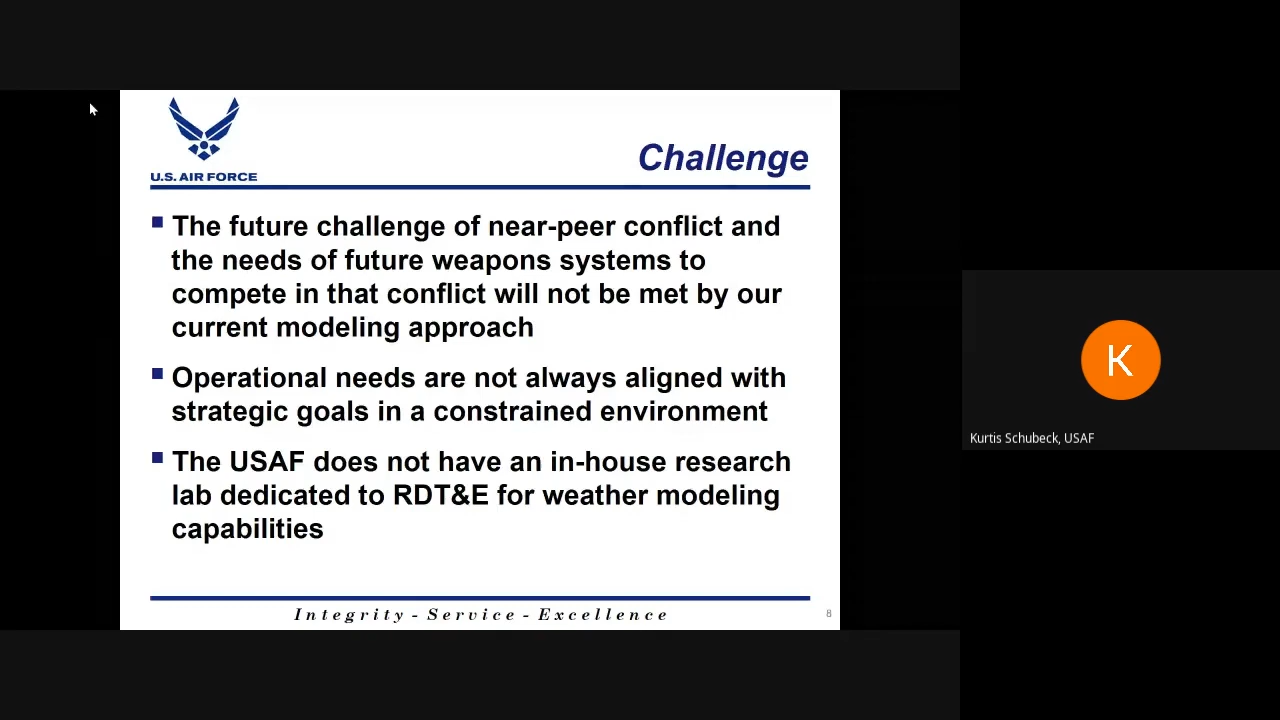 U.S. AIR FORCE
Challenge
The future challenge of near-peer conflict and
the needs of future weapons systems to
compete in that conflict will not be met by our
current modeling approach
Operational needs are not always aligned with
strategic goals in a constrained environment
The USAF does not have an in-house research
lab dedicated to RDT&E for weather modeling
capabilities
Integrity - Service - Excellence
8
K
Kurtis Schubeck, USAF